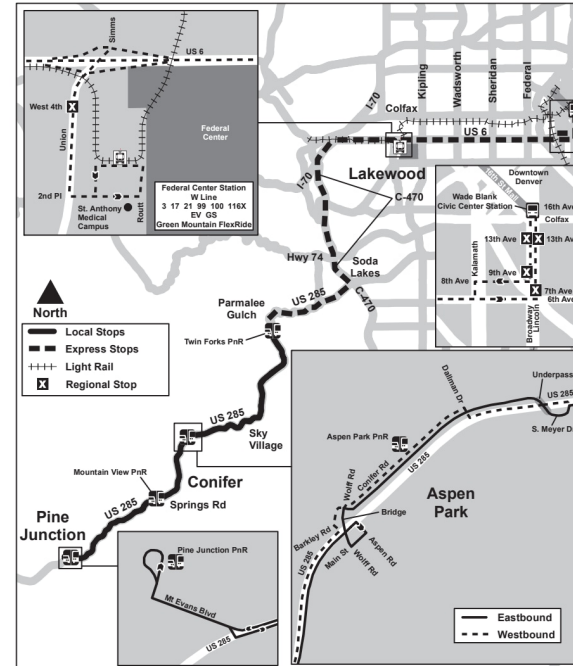 Simms
US 6
West 4th
Union
Federal
Center
2nd Pl
St. Anthony
Medical
Campus
Routt
Federal Center Station
W Line
3 17 21 99 100 116X
EV GS
Green Mountain FlexRide
I-70
Colfax
Kipling
Wadsworth
Sheridan
Federal
US 6
Lakewood
I-70
C-470
Hwy 74
Soda
Lakes
C-470
US 285
Parmalee
Gulch
Twin Forks PnR
16th St Mall
Downtown
Denver
Wade Blank
Civic Center Station
16th Ave
Colfax
13th Ave
13th Ave
Kalamath
9th Ave
8th Ave
7th Ave
6th Ave
Broadway
Lincoln
North
Local Stops
Express Stops
Light Rail
X Regional Stop
US 285
Sky
Village
Conifer
Mountain View PnR
Springs Rd
US 285
Pine
Junction
Pine Junction PnR
Mt Evans Blvd
US 285
Underpass
US 285
S. Meyer D
Dallman Dr
Aspen Park PnR
US 285
Conifer Rd
Wolff Rd
Aspen
Park
Bridge
Barkley Rd
Main St
Aspen Rd
Wolff Rd
US 285
Eastbound
Westbound